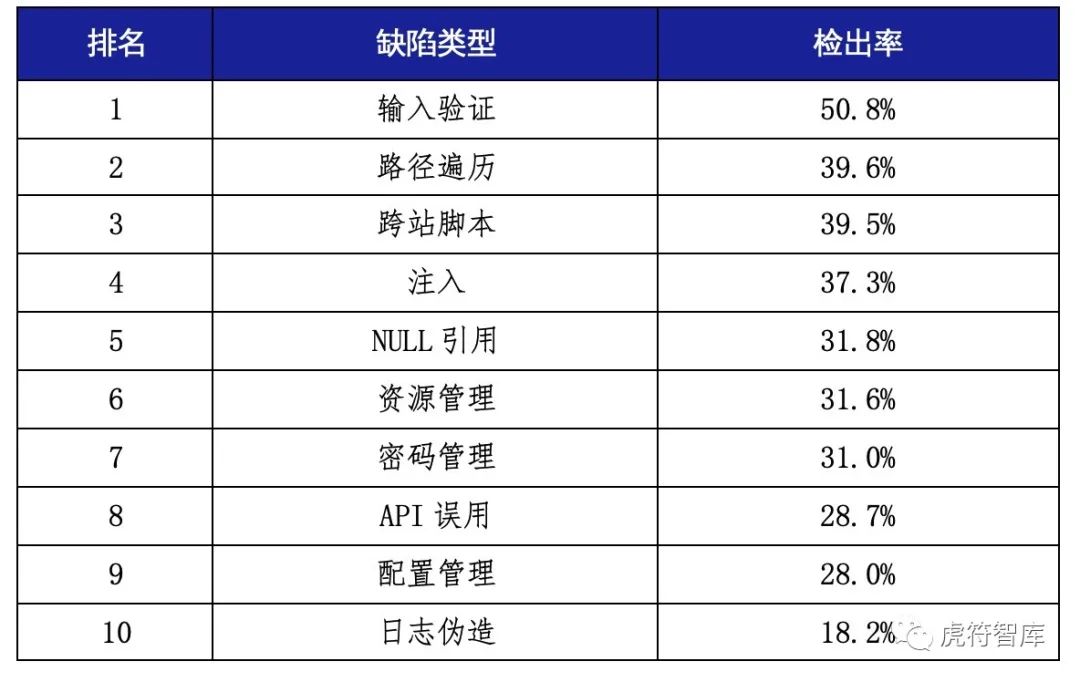 排名 缺陷类型 检出率
1 输入验证 50.8%
2 路径遍历 39.6%
3 跨站脚本 39.5%
4 注入 37.3%
5 NULL 引用 31.8%
6 资源管理 31.6%
7 密码管理 31.0%
8 API 误用 28.7%
9 配置管理 28.0%
10 日志伪造 18.2%
虎符智库